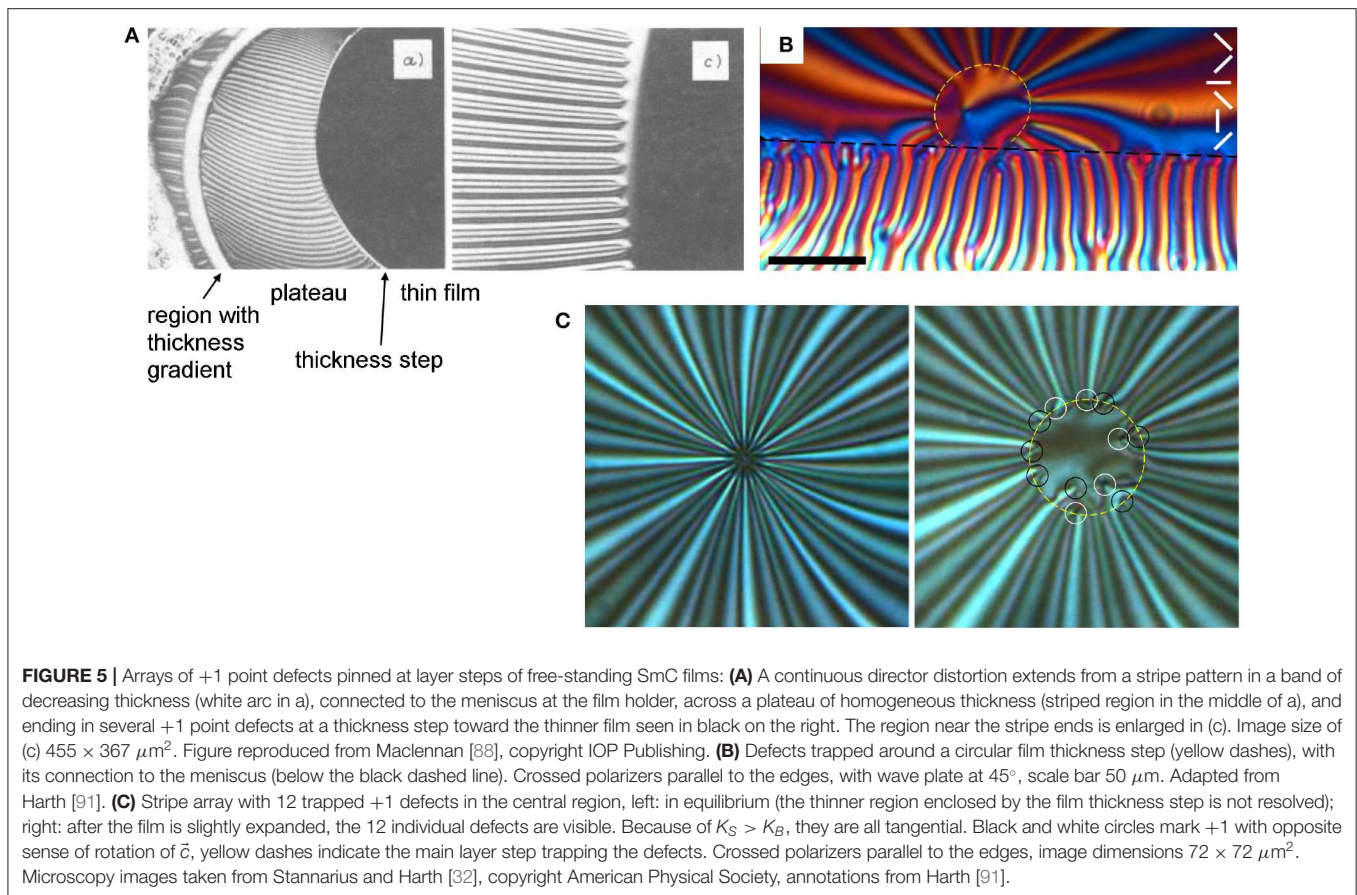 A
a)
c)
B
plateau
thin film
region with
thickness
gradient
thickness step
C
FIGURE 5 | Arrays of +1 point defects pinned at layer steps of free-standing SmC films: (A) A continuous director distortion extends from a stripe pattern in a band of
decreasing thickness (white arc in a), connected to the meniscus at the film holder, across a plateau of homogeneous thickness (striped region in the middle of a), and
ending in several +1 point defects at a thickness step toward the thinner film seen in black on the right. The region near the stripe ends is enlarged in (c). Image size of
(c) 455 × 367 μm². Figure reproduced from Maclennan [88], copyright IOP Publishing. (B) Defects trapped around a circular film thickness step (yellow dashes), with
its connection to the meniscus (below the black dashed line). Crossed polarizers parallel to the edges, with wave plate at 45°, scale bar 50 μm. Adapted from
Harth [91]. (C) Stripe array with 12 trapped +1 defects in the central region, left: in equilibrium (the thinner region enclosed by the film thickness step is not resolved);
right: after the film is slightly expanded, the 12 individual defects are visible. Because of K_S > K_B, they are all tangential. Black and white circles mark +1 with opposite
sense of rotation of c⃗, yellow dashes indicate the main layer step trapping the defects. Crossed polarizers parallel to the edges, image dimensions 72 × 72 μm².
Microscopy images taken from Stannarius and Harth [32], copyright American Physical Society, annotations from Harth [91].